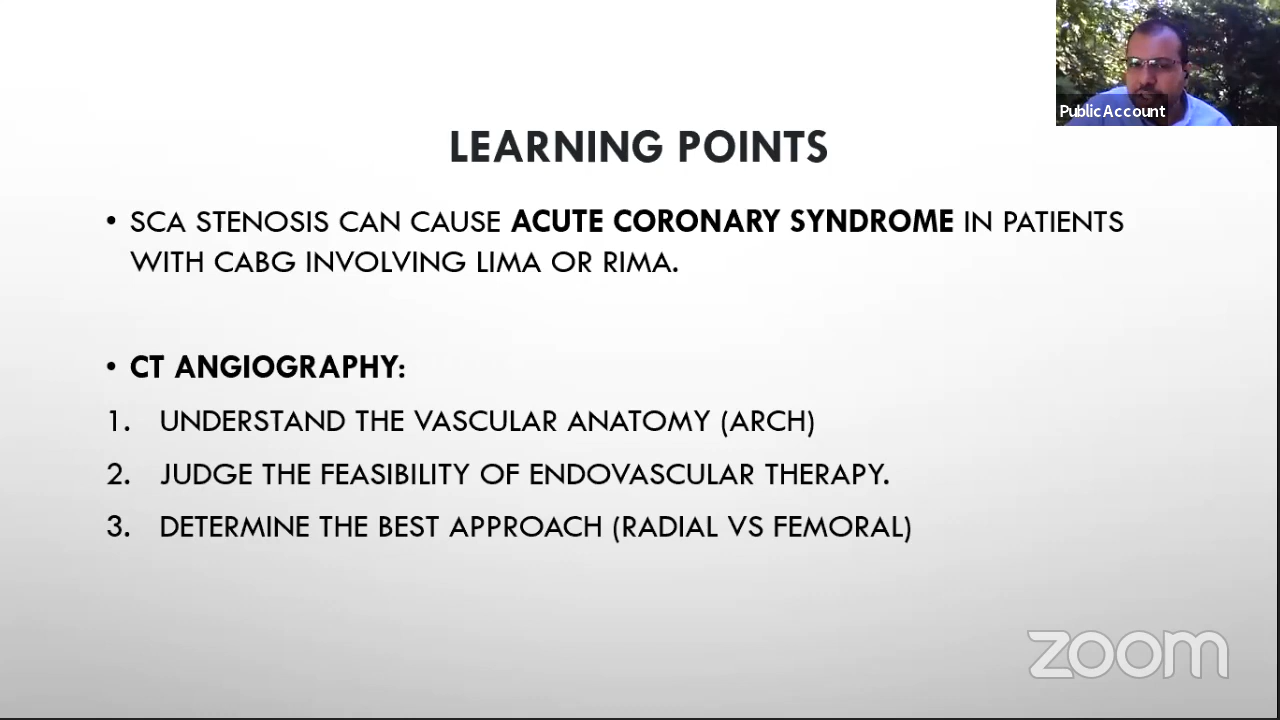 Public Account
LEARNING POINTS
• SCA STENOSIS CAN CAUSE ACUTE CORONARY SYNDROME IN PATIENTS
WITH CABG INVOLVING LIMA OR RIMA.
• CT ANGIOGRAPHY:
1. UNDERSTAND THE VASCULAR ANATOMY (ARCH)
2. JUDGE THE FEASIBILITY OF ENDOVASCULAR THERAPY.
3. DETERMINE THE BEST APPROACH (RADIAL VS FEMORAL)
zoom